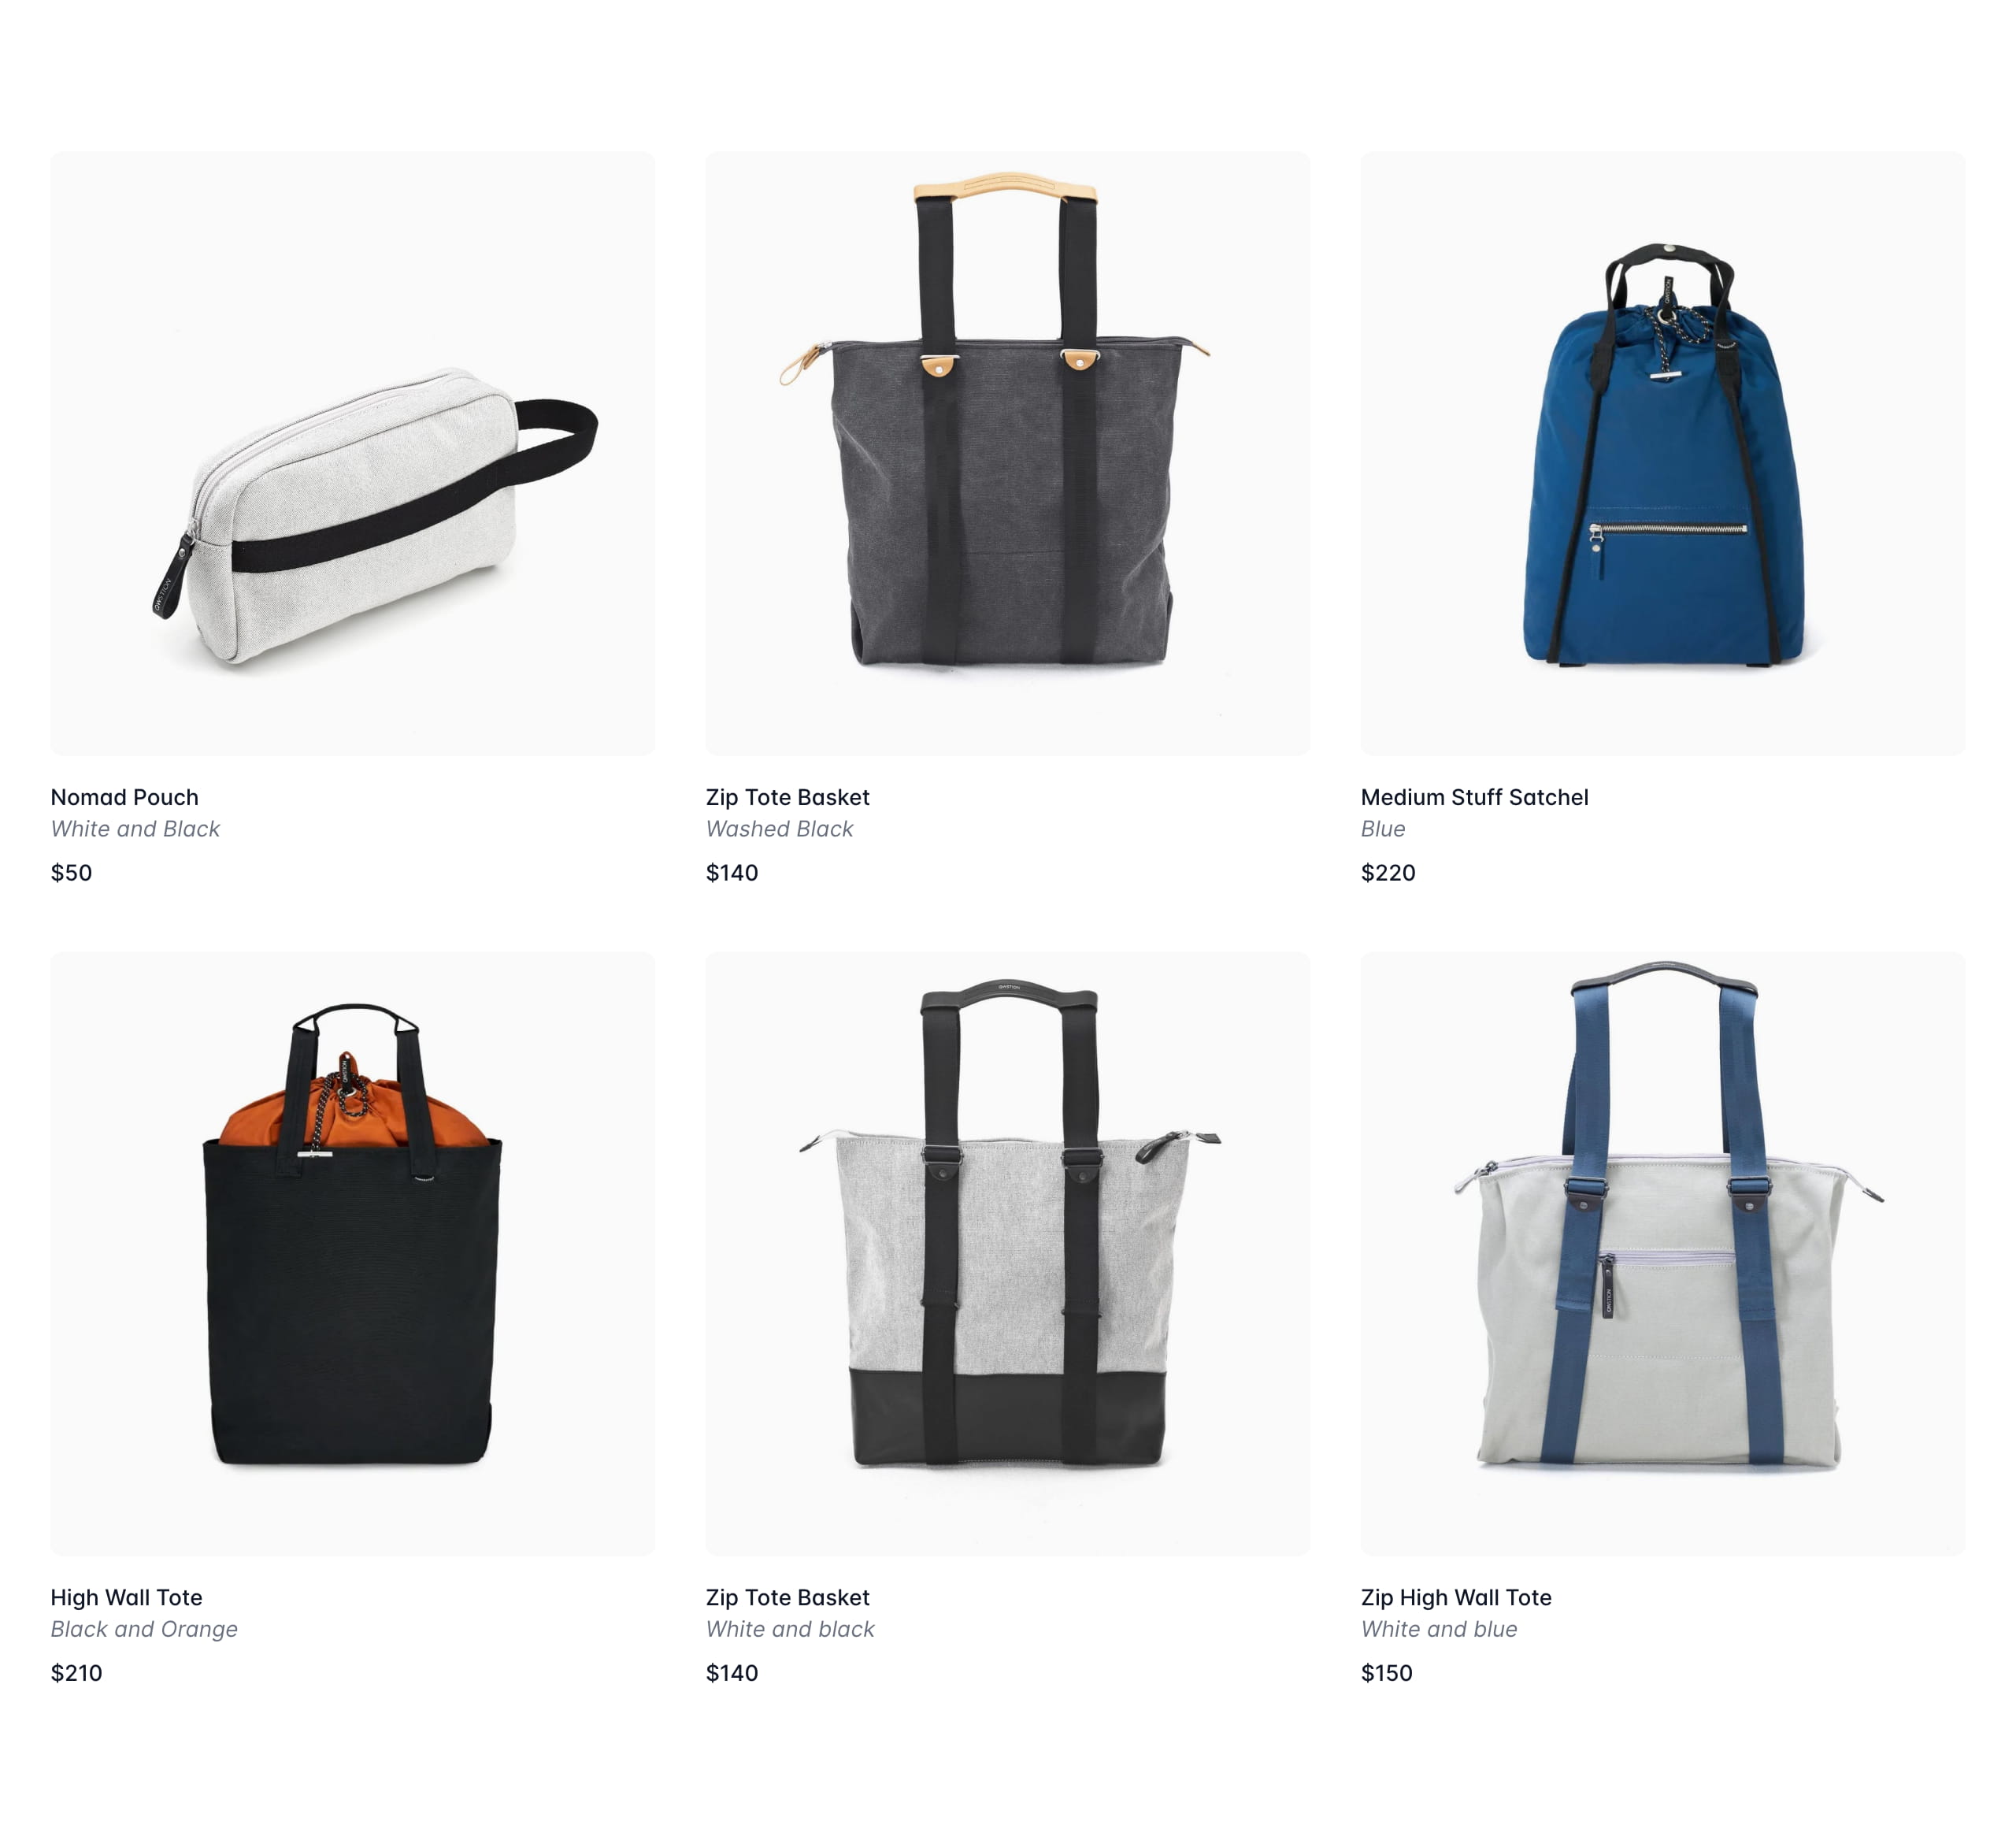 Nomad Pouch
White and Black
$50
Zip Tote Basket
Washed Black
$140
Medium Stuff Satchel
Blue
$220
High Wall Tote
Black and Orange
$210
Zip Tote Basket
White and black
$140
Zip High Wall Tote
White and blue
$150